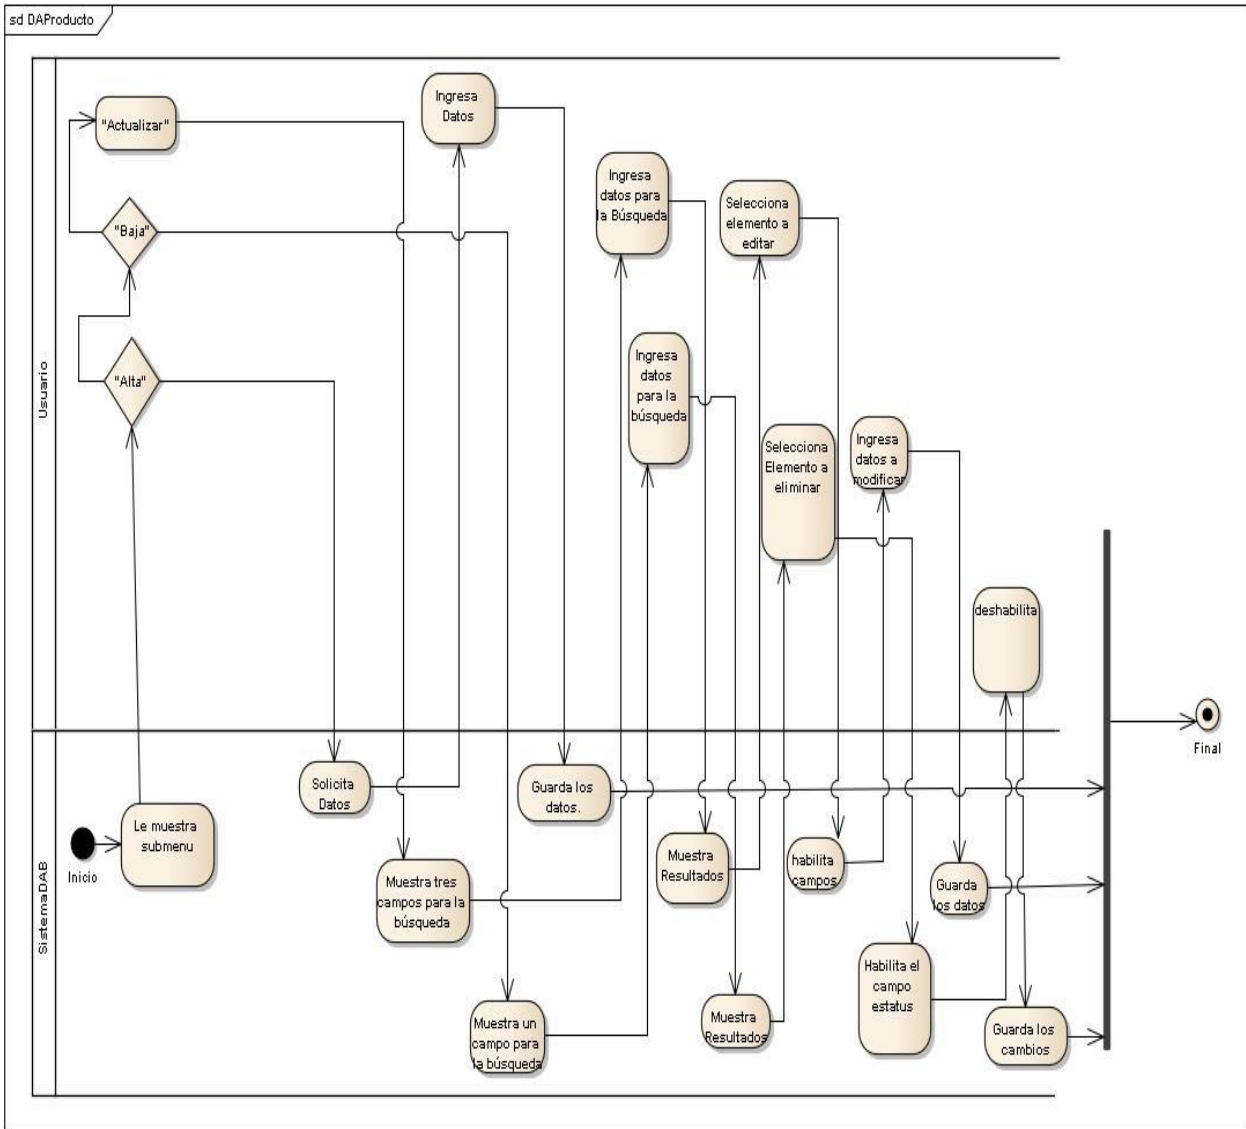 sd DAProducto
Usuario
"Actualizar"
"Baja"
"Alta"
Ingresa
Datos
Ingresa
datos para
la Búsqueda
Selecciona
elemento a
editar
Ingresa
datos
para la
búsqueda
Selecciona
Elemento a
eliminar
Ingresa
datos a
modificar
deshabilita
Final
SistemaDAB
Inicio
Le muestra
submenu
Solicita
Datos
Guarda los
datos.
Muestra tres
campos para la
búsqueda
Muestra
Resultados
habilita
campos
Guarda
los datos
Muestra un
campo para
la búsqueda
Muestra
Resultados
Habilita el
campo
estatus
Guarda los
cambios